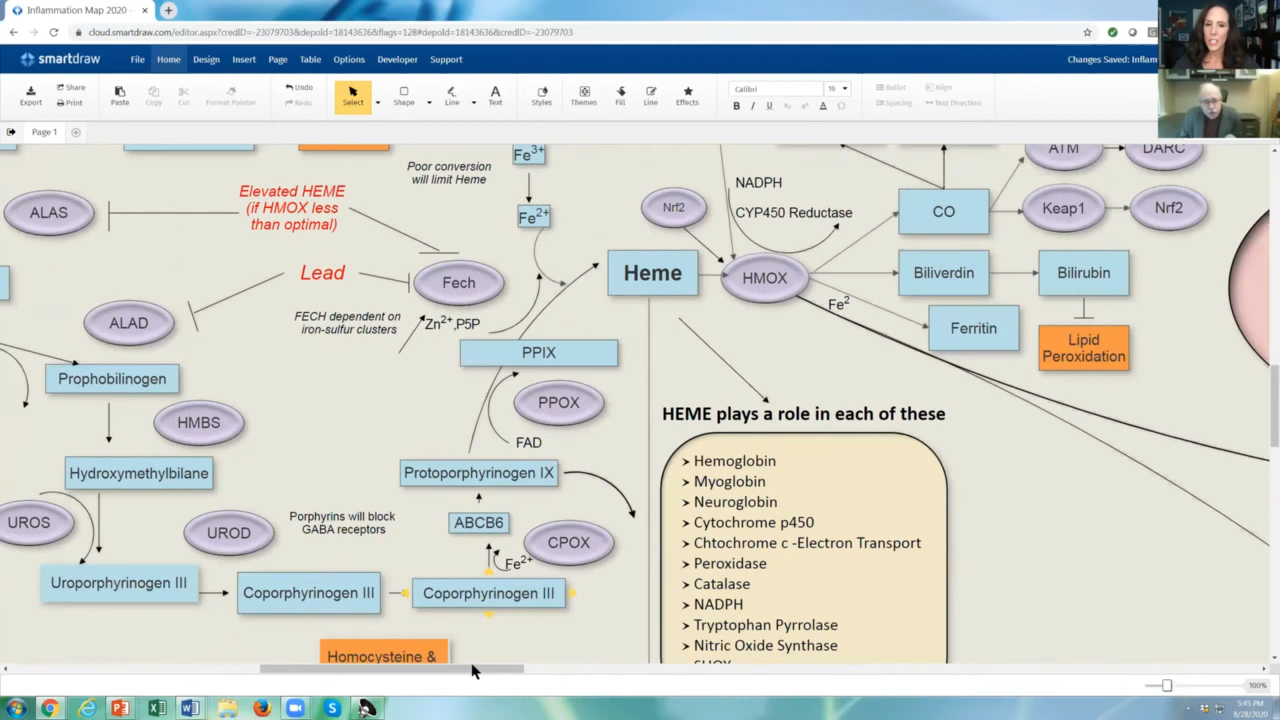 Inflammation Map 2020 -
cloud.smartdraw.com/editor.aspx?credID=-23079703&depoId=18143636&flags=128#depoId=18143636&credID=-23079703
smartdraw
File Home Design Insert Page Table Options Developer Support
Changes Saved: Inflam
Export
Share
Print
Paste
Copy
Cut
Format Painter
Undo
Redo
Select
Shape
Line
Text
Styles
Themes
Fill
Line
Effects
Calibri 16
Bullet
Align
Spacing
Text Direction
Page 1
Poor conversion
will limit Heme
Fe3+
Fe2+
Elevated HEME
(if HMOX less
than optimal)
ALAS
Lead
Fech
FECH dependent on
iron-sulfur clusters
Zn2+,P5P
ALAD
Prophobilinogen
HMBS
Hydroxymethylbilane
UROS
UROD
Uroporphyrinogen III
Coporphyrinogen III
Coporphyrinogen III
Porphyrins will block
GABA receptors
ABCB6
CPOX
Fe2+
Protoporphyrinogen IX
FAD
PPOX
PPIX
Homocysteine &
Heme
Nrf2
NADPH
CYP450 Reductase
HMOX
CO
ATM
DARC
Keap1
Nrf2
Biliverdin
Bilirubin
Fe2
Ferritin
Lipid
Peroxidation
HEME plays a role in each of these
➤ Hemoglobin
➤ Myoglobin
➤ Neuroglobin
➤ Cytochrome p450
➤ Chtochrome c -Electron Transport
➤ Peroxidase
➤ Catalase
➤ NADPH
➤ Tryptophan Pyrrolase
➤ Nitric Oxide Synthase
100%
5:45 PM
8/28/2020